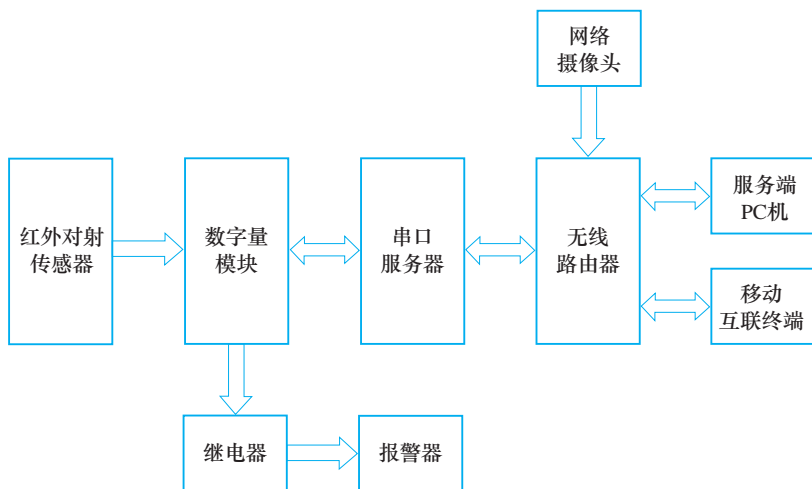 网络
摄像头
红外对射
传感器
数字量
模块
串口
服务器
无线
路由器
服务端
PC机
移动
互联终端
继电器
报警器